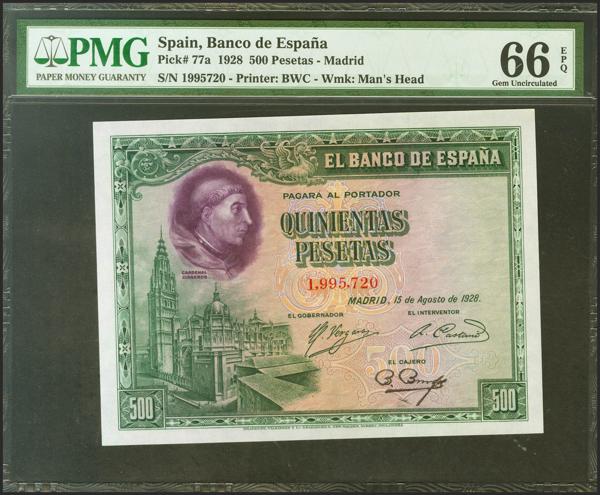 PMG
PAPER MONEY GUARANTY
Spain, Banco de España
Pick# 77a 1928 500 Pesetas - Madrid
S/N 1995720 - Printer: BWC - Wmk: Man's Head
66 EPQ
Gem Uncirculated
EL BANCO DE ESPAÑA
PAGARA AL PORTADOR
QUINIENTAS
PESETAS
CARDENAL
CISNEROS
1,995,720
MADRID, 15 de Agosto de 1928.
EL GOBERNADOR
EL INTERVENTOR
EL CAJERO
500
500
500